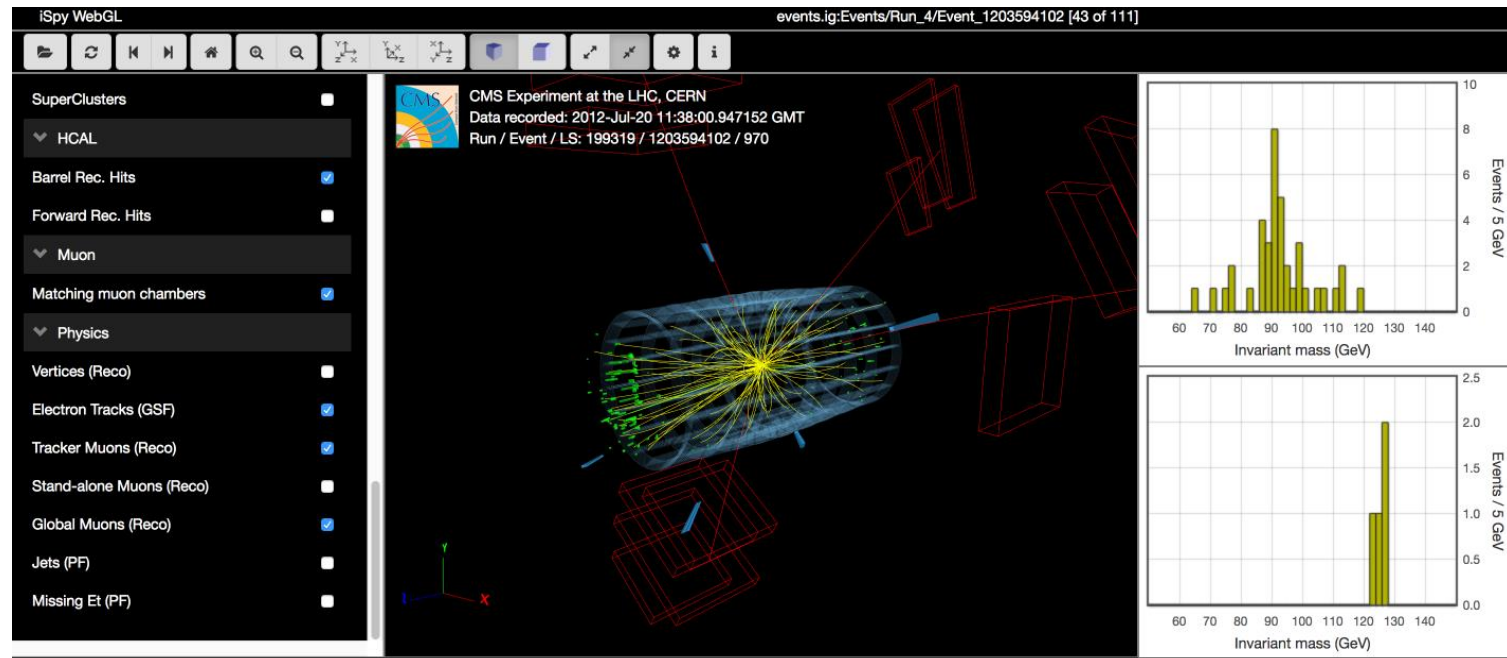 iSpy WebGL
events.ig:Events/Run_4/Event_1203594102 [43 of 111]
SuperClusters
HCAL
Barrel Rec. Hits
Forward Rec. Hits
Muon
Matching muon chambers
Physics
Vertices (Reco)
Electron Tracks (GSF)
Tracker Muons (Reco)
Stand-alone Muons (Reco)
Global Muons (Reco)
Jets (PF)
Missing Et (PF)
CMS
CMS Experiment at the LHC, CERN
Data recorded: 2012-Jul-20 11:38:00.947152 GMT
Run / Event / LS: 199319 / 1203594102 / 970
Y
X
10
8
6
4
2
0
Events / 5 GeV
60 70 80 90 100 110 120 130 140
Invariant mass (GeV)
2.5
2.0
1.5
1.0
0.5
0.0
Events / 5 GeV
60 70 80 90 100 110 120 130 140
Invariant mass (GeV)